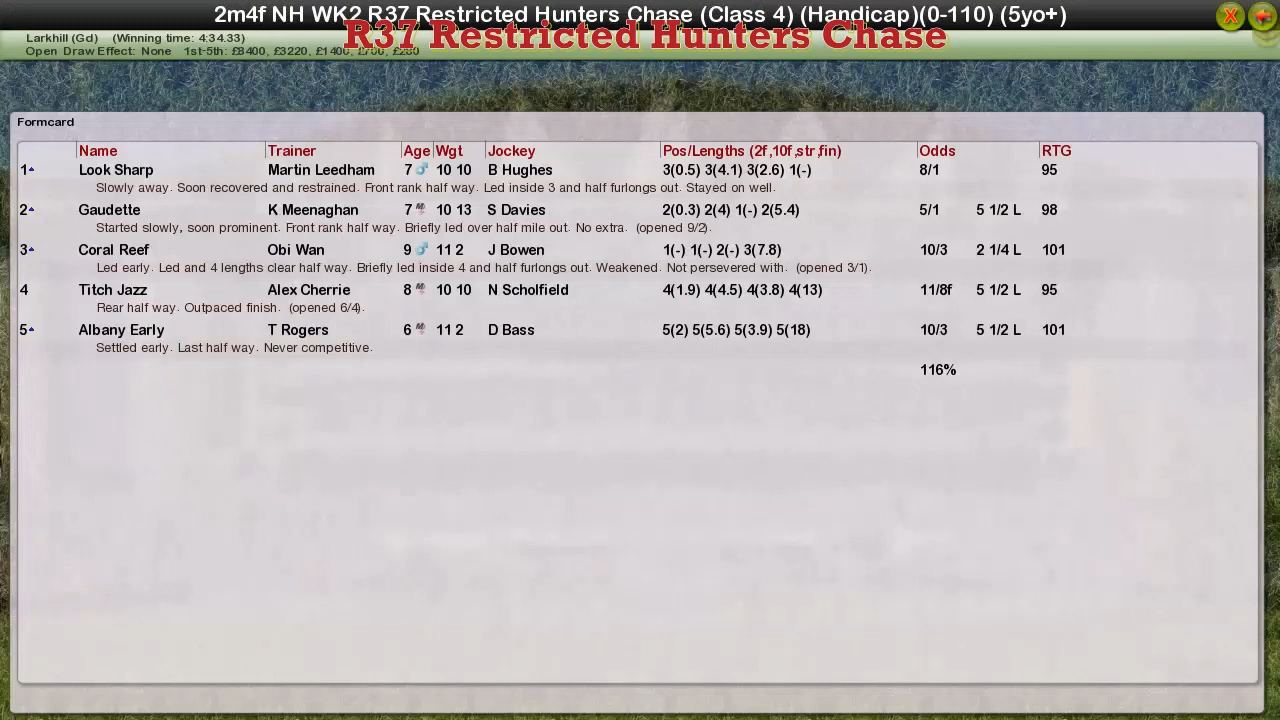 2m4f NH WK2 R37 Restricted Hunters Chase (Class 4) (Handicap)(0-110) (5yo+)
R37 Restricted Hunters Chase
Larkhill (Gd) (Winning time: 4:34.33)
Open Draw Effect: None 1st-5th: £8400, £3220, £1400, £700, £280
Formcard
Name Trainer Age Wgt Jockey Pos/Lengths (2f,10f,str,fin) Odds RTG
1 Look Sharp Martin Leedham 7 10 10 B Hughes 3(0.5) 3(4.1) 3(2.6) 1(-) 8/1 95
Slowly away. Soon recovered and restrained. Front rank half way. Led inside 3 and half furlongs out. Stayed on well.
2 Gaudette K Meenaghan 7 10 13 S Davies 2(0.3) 2(4) 1(-) 2(5.4) 5/1 5 1/2 L 98
Started slowly, soon prominent. Front rank half way. Briefly led over half mile out. No extra. (opened 9/2).
3 Coral Reef Obi Wan 9 11 2 J Bowen 1(-) 1(-) 2(-) 3(7.8) 10/3 2 1/4 L 101
Led early. Led and 4 lengths clear half way. Briefly led inside 4 and half furlongs out. Weakened. Not persevered with. (opened 3/1).
4 Titch Jazz Alex Cherrie 8 10 10 N Scholfield 4(1.9) 4(4.5) 4(3.8) 4(13) 11/8f 5 1/2 L 95
Rear half way. Outpaced finish. (opened 6/4).
5 Albany Early T Rogers 6 11 2 D Bass 5(2) 5(5.6) 5(3.9) 5(18) 10/3 5 1/2 L 101
Settled early. Last half way. Never competitive.
116%